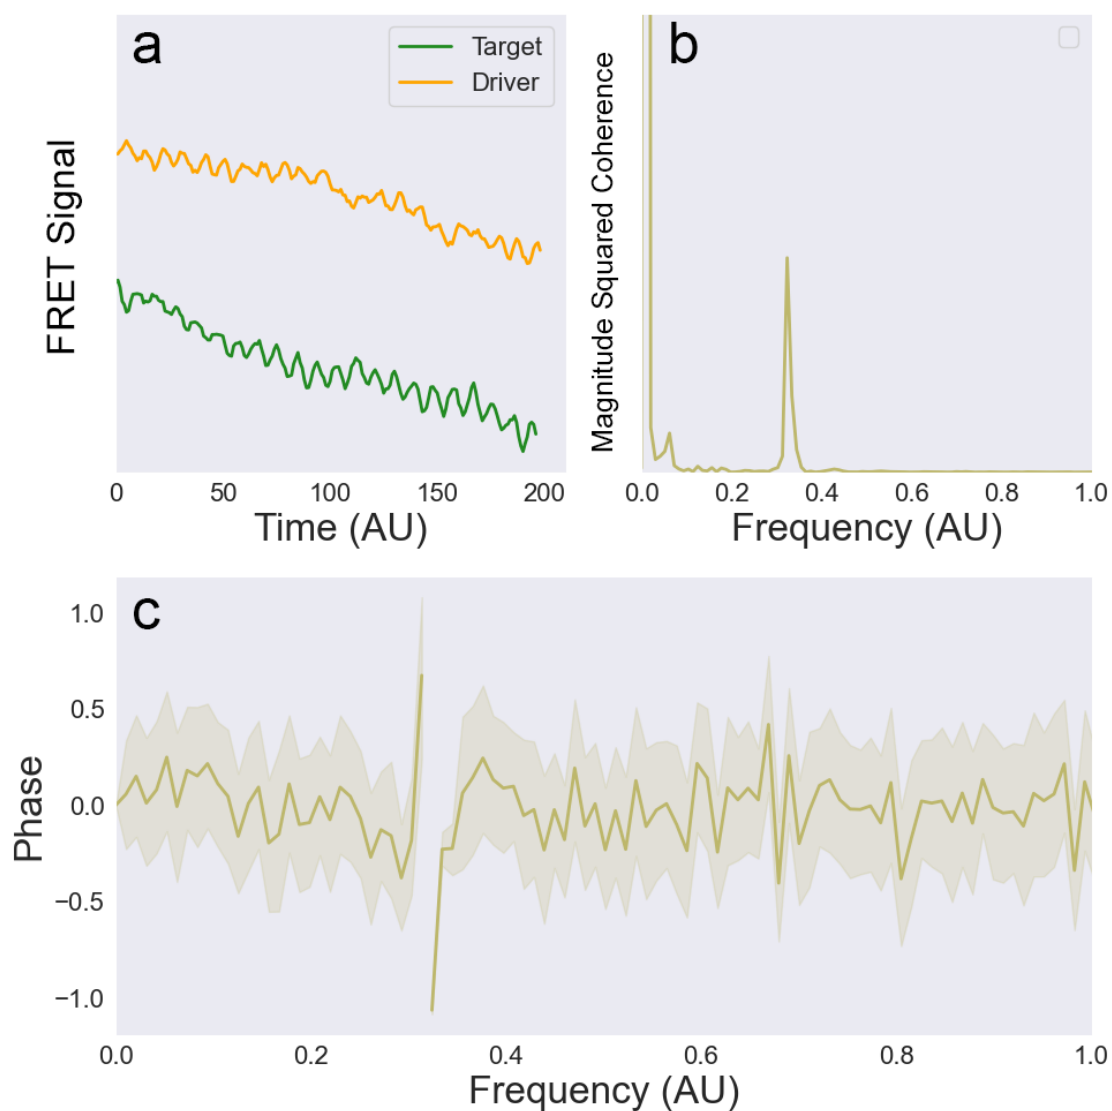 a
Target
Driver
FRET Signal
0 50 100 150 200
Time (AU)
b
Magnitude Squared Coherence
0.0 0.2 0.4 0.6 0.8 1.0
Frequency (AU)
c
1.0
0.5
0.0
−0.5
−1.0
Phase
0.0 0.2 0.4 0.6 0.8 1.0
Frequency (AU)